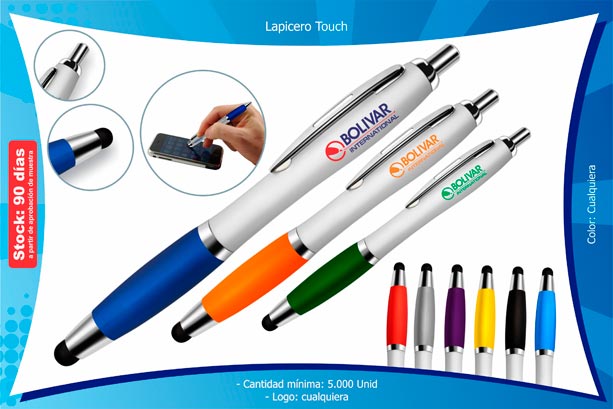 Lapicero Touch
BOLIVAR
INTERNATIONAL
BOLIVAR
INTERNATIONAL
BOLIVAR
INTERNATIONAL
Stock: 90 días
a partir de aprobación de muestra
Color: Cualquiera
- Cantidad mínima: 5.000 Unid
- Logo: cualquiera